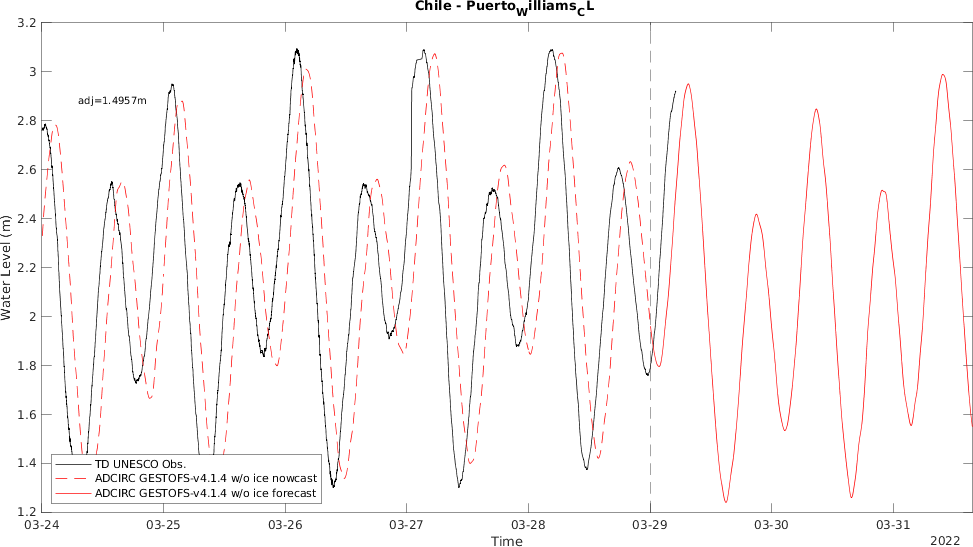 Chile - Puerto_Williams_CL
3.2
3
2.8
2.6
2.4
2.2
2
1.8
1.6
1.4
1.2
Water Level (m)
adj=1.4957m
TD UNESCO Obs.
ADCIRC GESTOFS-v4.1.4 w/o ice nowcast
ADCIRC GESTOFS-v4.1.4 w/o ice forecast
03-24 03-25 03-26 03-27 03-28 03-29 03-30 03-31
Time
2022